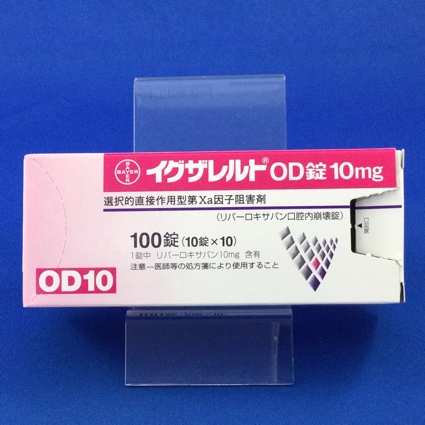 BAYER
イグザレルト® OD錠 10mg
選択的直接作用型第Xa因子阻害剤
(リバーロキサバン口腔内崩壊錠)
100錠 (10錠×10)
1錠中 リバーロキサバン10mg 含有
注意―医師等の処方箋により使用すること
OD10
開封口